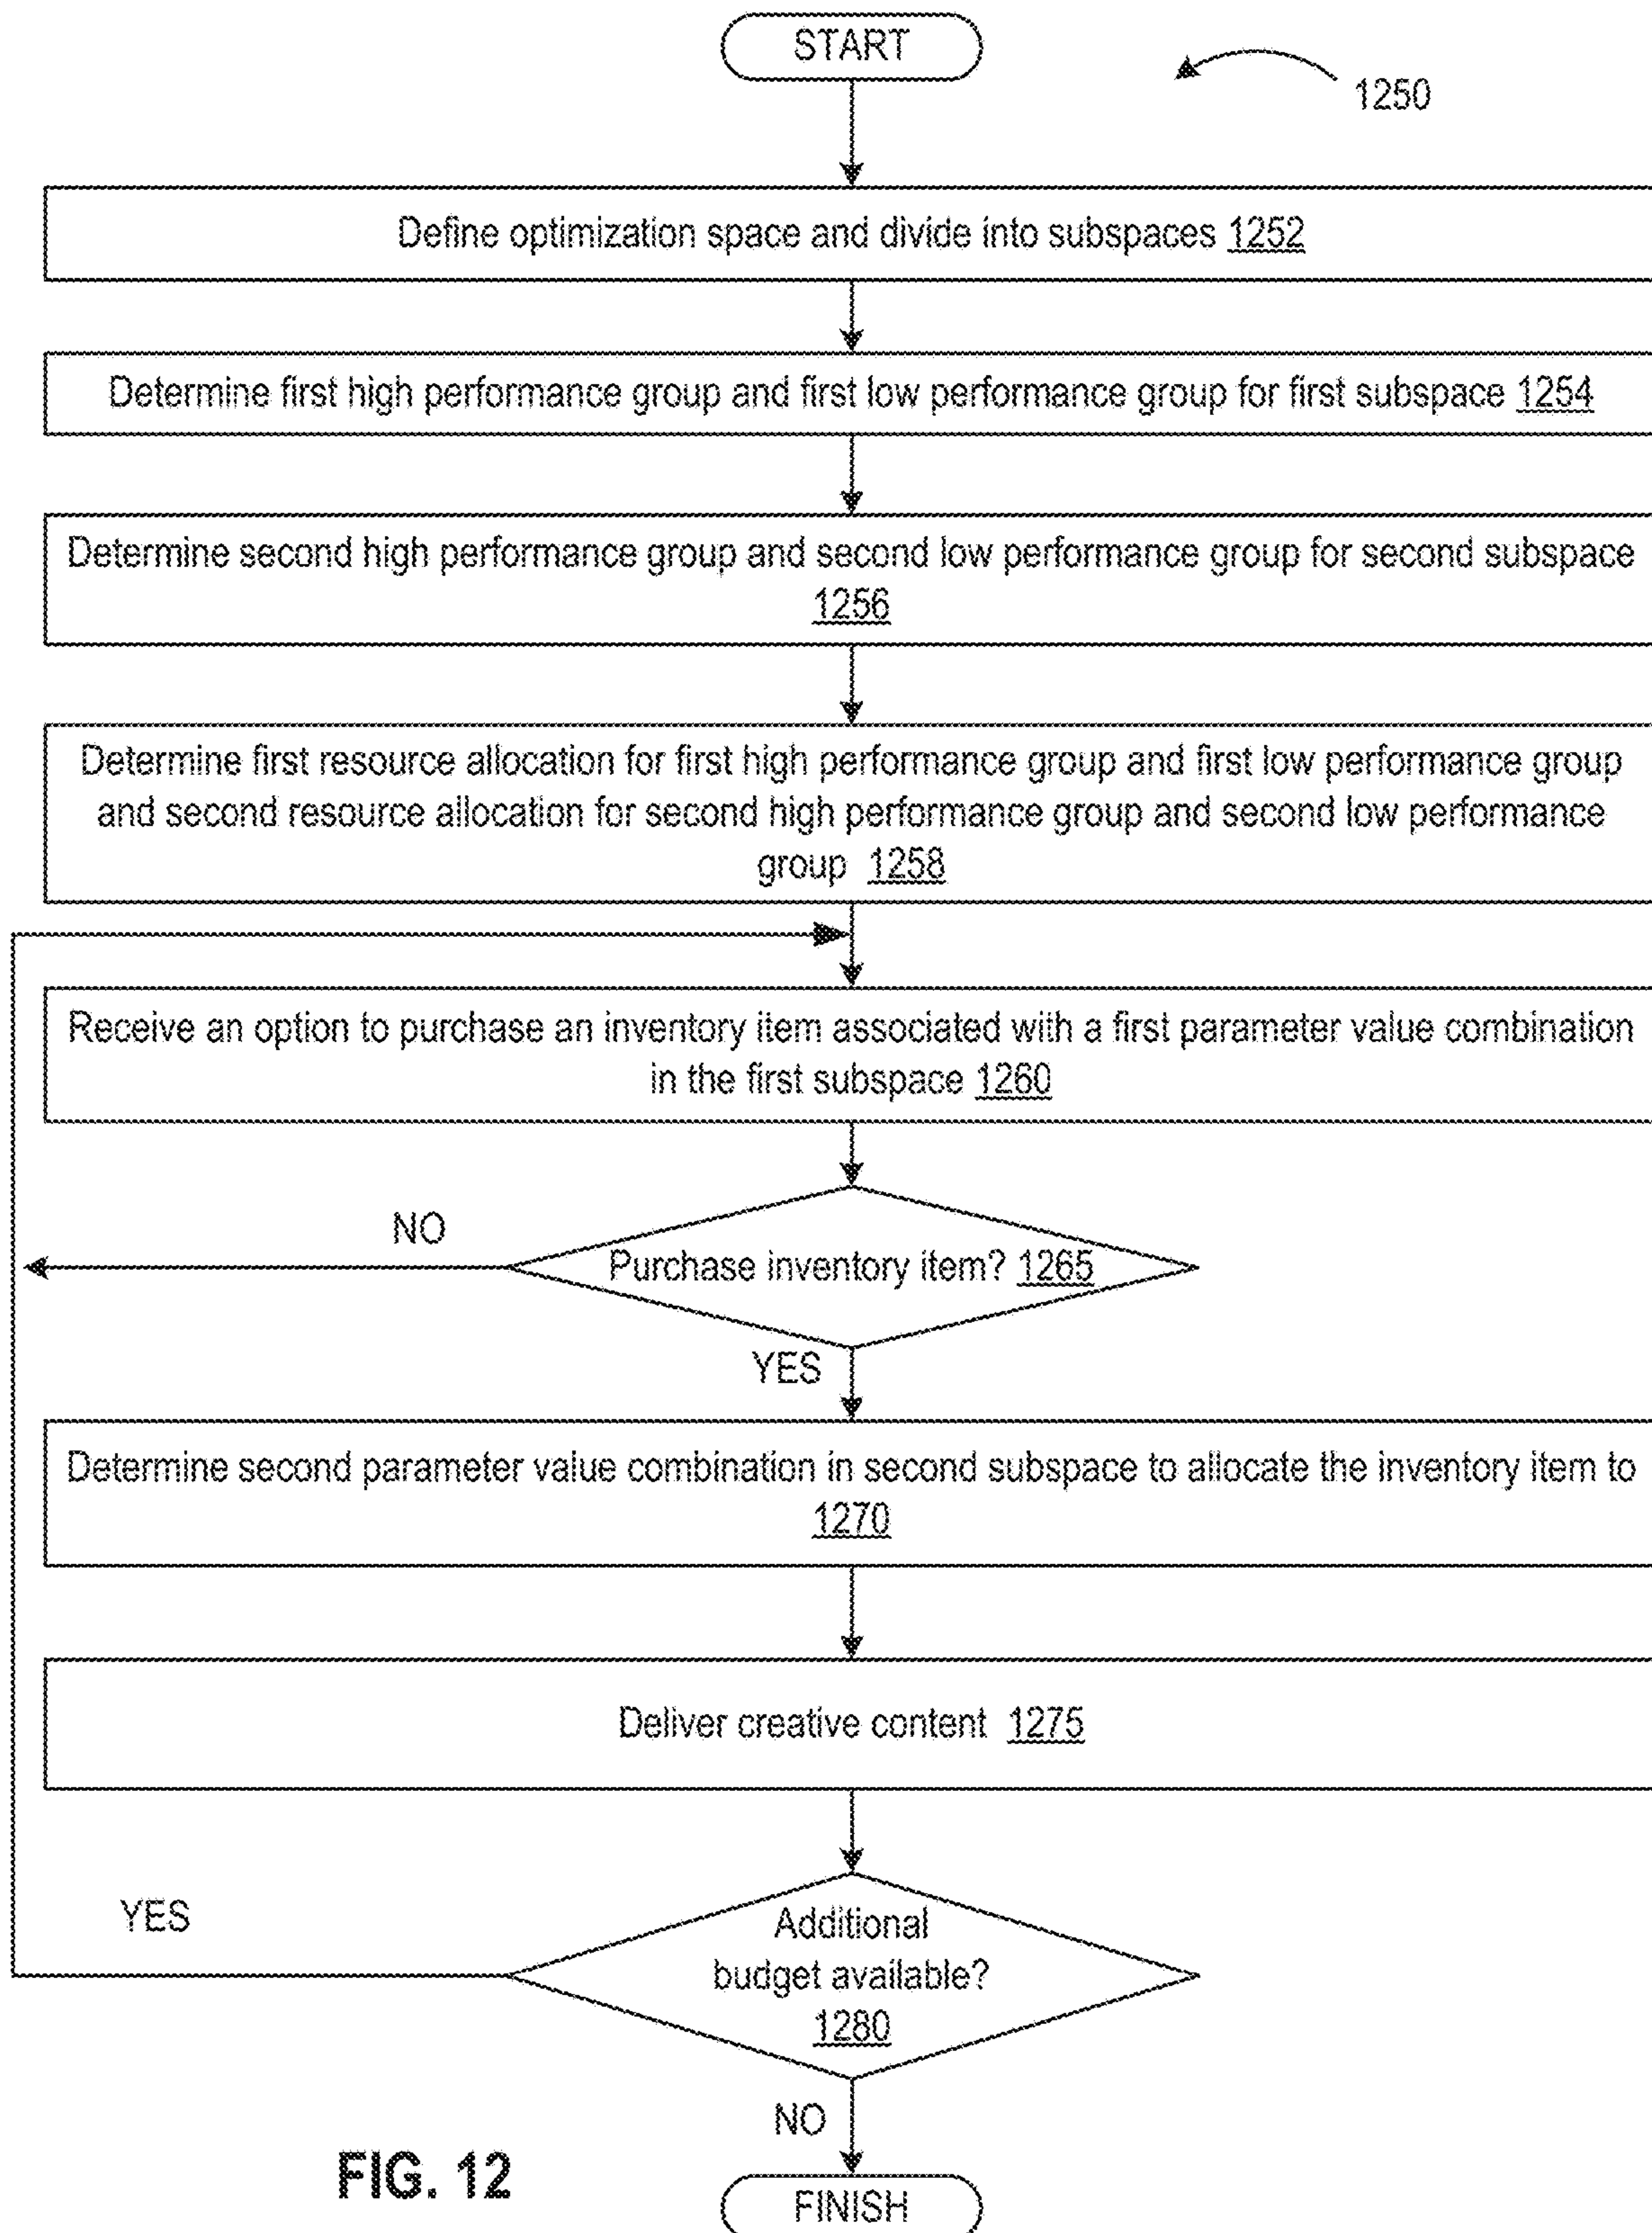 START
1250
Define optimization space and divide into subspaces 1252
Determine first high performance group and first low performance group for first subspace 1254
Determine second high performance group and second low performance group for second subspace
1256
Determine first resource allocation for first high performance group and first low performance group
and second resource allocation for second high performance group and second low performance
group 1258
Receive an option to purchase an inventory item associated with a first parameter value combination
in the first subspace 1260
NO
Purchase inventory item? 1265
YES
Determine second parameter value combination in second subspace to allocate the inventory item to
1270
Deliver creative content 1275
YES
Additional
budget available?
1280
NO
FIG. 12
FINISH